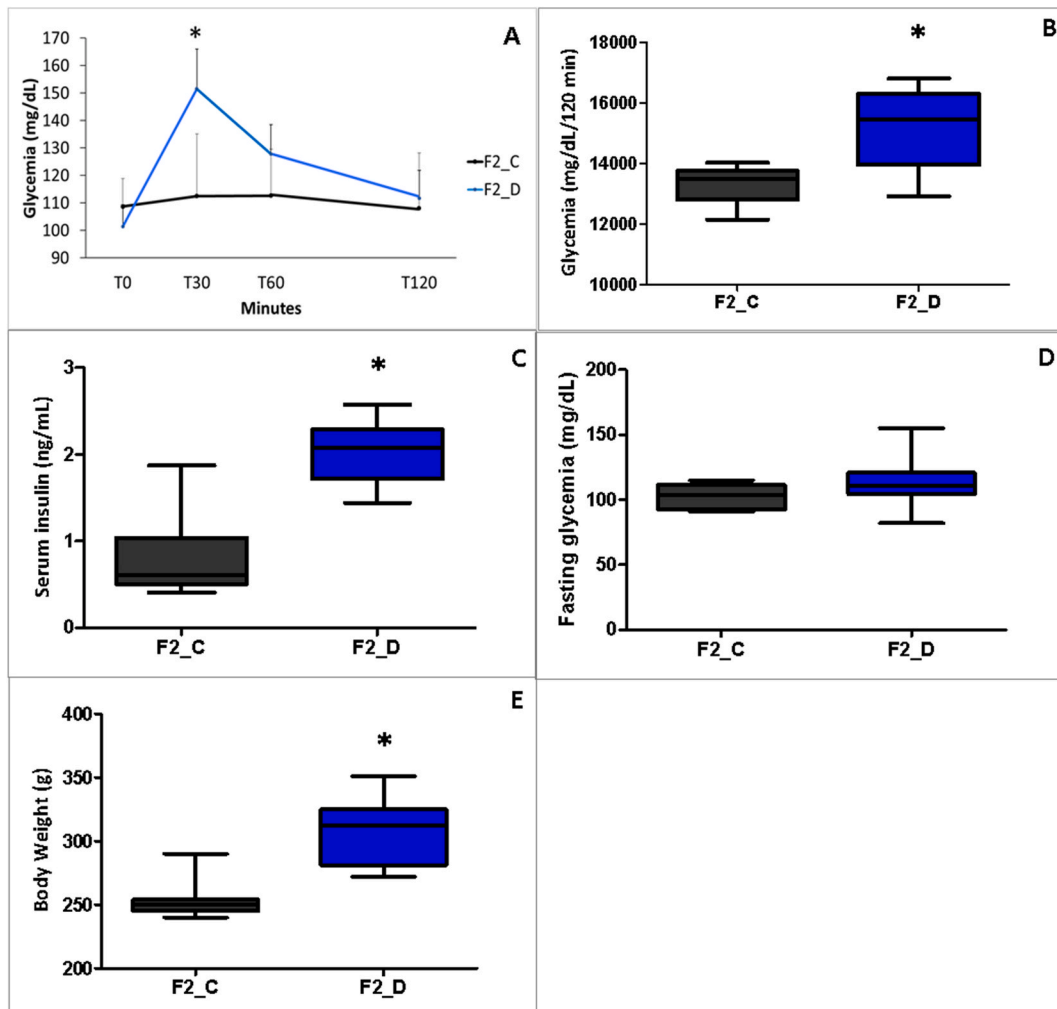 A
*
170
160
150
140
130
120
110
100
90
Glycemia (mg/dL)
T0 T30 T60 T120
Minutes
F2_C
F2_D
B
*
18000
16000
14000
12000
10000
Glycemia (mg/dL/120 min)
F2_C F2_D
C
*
3
2
1
0
Serum insulin (ng/mL)
F2_C F2_D
D
200
150
100
50
0
Fasting glycemia (mg/dL)
F2_C F2_D
E
*
400
350
300
250
200
Body Weight (g)
F2_C F2_D